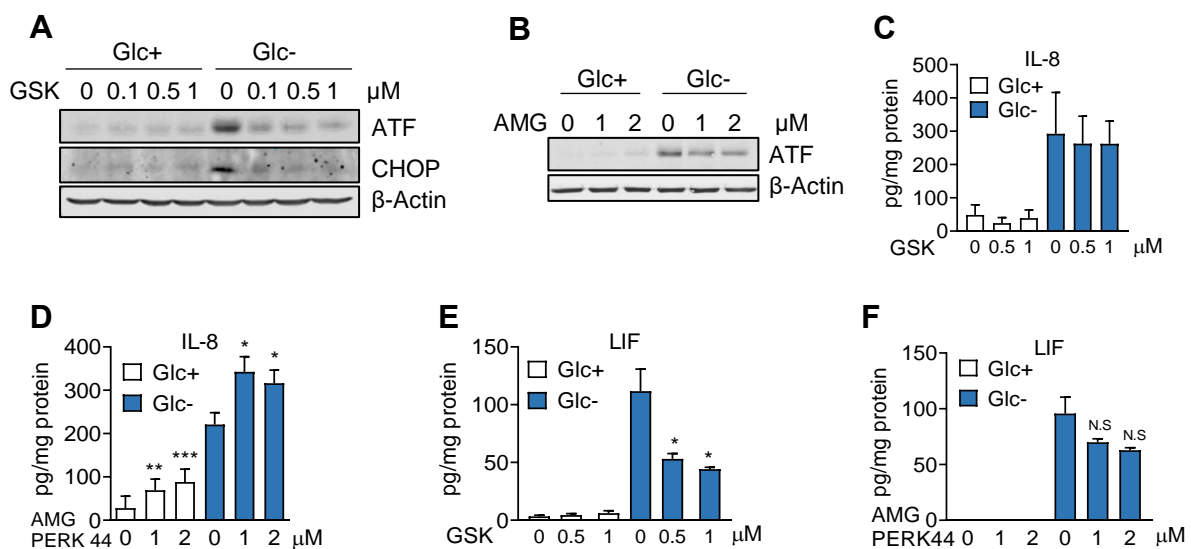 A
Glc+ Glc-
GSK 0 0.1 0.5 1 0 0.1 0.5 1 µM
ATF
CHOP
β-Actin
B
Glc+ Glc-
AMG 0 1 2 0 1 2 µM
ATF
β-Actin
C
IL-8
500
400
300
200
100
0
pg/mg protein
Glc+
Glc-
GSK 0 0.5 1 0 0.5 1 µM
D
IL-8
400
300
200
100
0
pg/mg protein
Glc+
Glc-
** *** * *
AMG
PERK 44 0 1 2 0 1 2 µM
E
LIF
150
100
50
0
pg/mg protein
Glc+
Glc-
* *
GSK 0 0.5 1 0 0.5 1 µM
F
LIF
150
100
50
0
pg/mg protein
Glc+
Glc-
N.S N.S
AMG
PERK44 0 1 2 0 1 2 µM